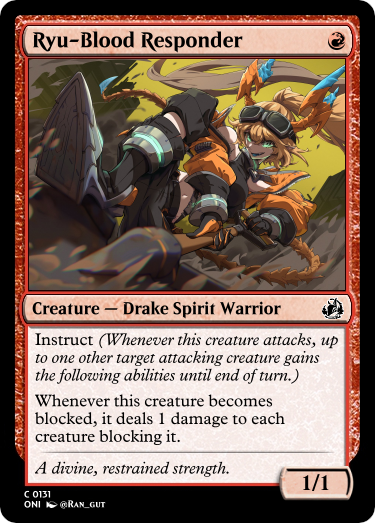 Ryu-Blood Responder
Creature — Drake Spirit Warrior
Instruct (Whenever this creature attacks, up
to one other target attacking creature gains
the following abilities until end of turn.)
Whenever this creature becomes
blocked, it deals 1 damage to each
creature blocking it.
A divine, restrained strength.
1/1
C 0131
ONI @Ran_gut